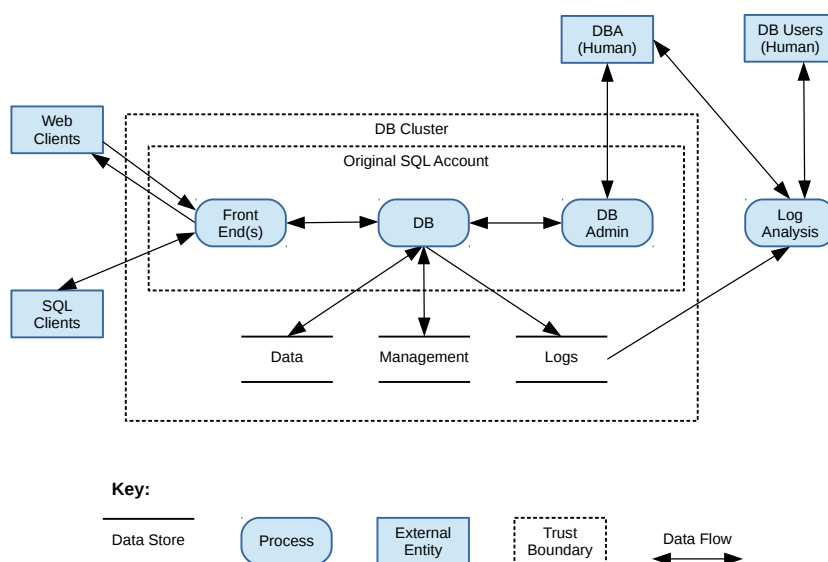 DBA
(Human)
DB Users
(Human)
Web
Clients
DB Cluster
Original SQL Account
Front
End(s)
DB
DB
Admin
Log
Analysis
SQL
Clients
Data
Management
Logs
Key:
Data Store
Process
External
Entity
Trust
Boundary
Data Flow